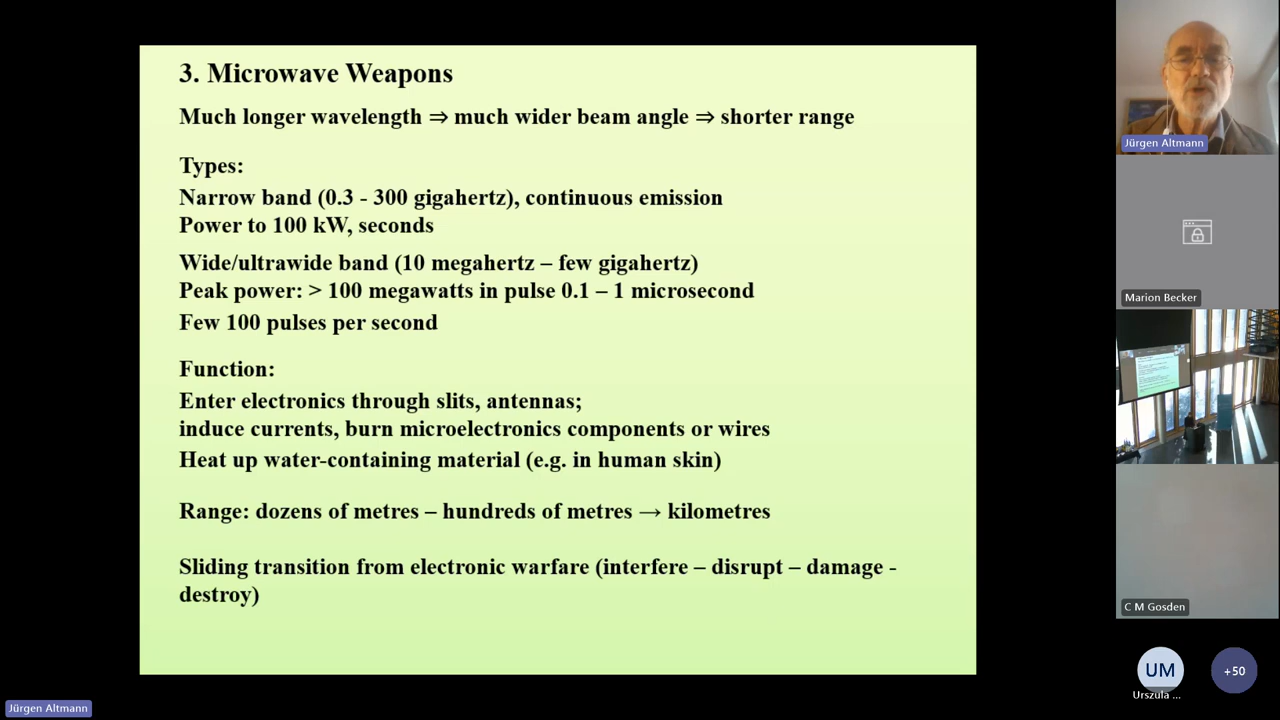 3. Microwave Weapons
Much longer wavelength ⇒ much wider beam angle ⇒ shorter range
Types:
Narrow band (0.3 - 300 gigahertz), continuous emission
Power to 100 kW, seconds
Wide/ultrawide band (10 megahertz – few gigahertz)
Peak power: > 100 megawatts in pulse 0.1 – 1 microsecond
Few 100 pulses per second
Function:
Enter electronics through slits, antennas;
induce currents, burn microelectronics components or wires
Heat up water-containing material (e.g. in human skin)
Range: dozens of metres – hundreds of metres → kilometres
Sliding transition from electronic warfare (interfere – disrupt – damage -
destroy)
Jürgen Altmann
Marion Becker
C M Gosden
UM
Urszula ...
+50
Jürgen Altmann